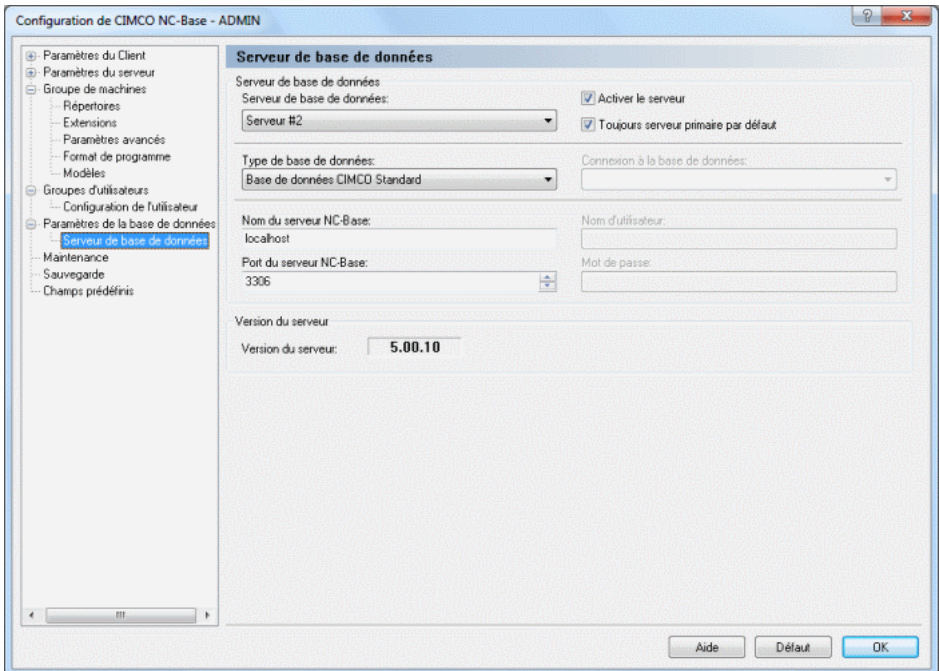 Configuration de CIMCO NC-Base - ADMIN
Paramètres du Client
Paramètres du serveur
Groupe de machines
Répertoires
Extensions
Paramètres avancés
Format de programme
Modèles
Groupes d'utilisateurs
Configuration de l'utilisateur
Paramètres de la base de données
Serveur de base de données
Maintenance
Sauvegarde
Champs prédéfinis
Serveur de base de données
Serveur de base de données
Serveur de base de données:
Serveur #2
Activer le serveur
Toujours serveur primaire par défaut
Type de base de données:
Base de données CIMCO Standard
Connexion à la base de données:
Nom du serveur NC-Base:
localhost
Nom d'utilisateur:
Port du serveur NC-Base:
3306
Mot de passe:
Version du serveur
Version du serveur:
5.00.10
Aide
Défaut
OK